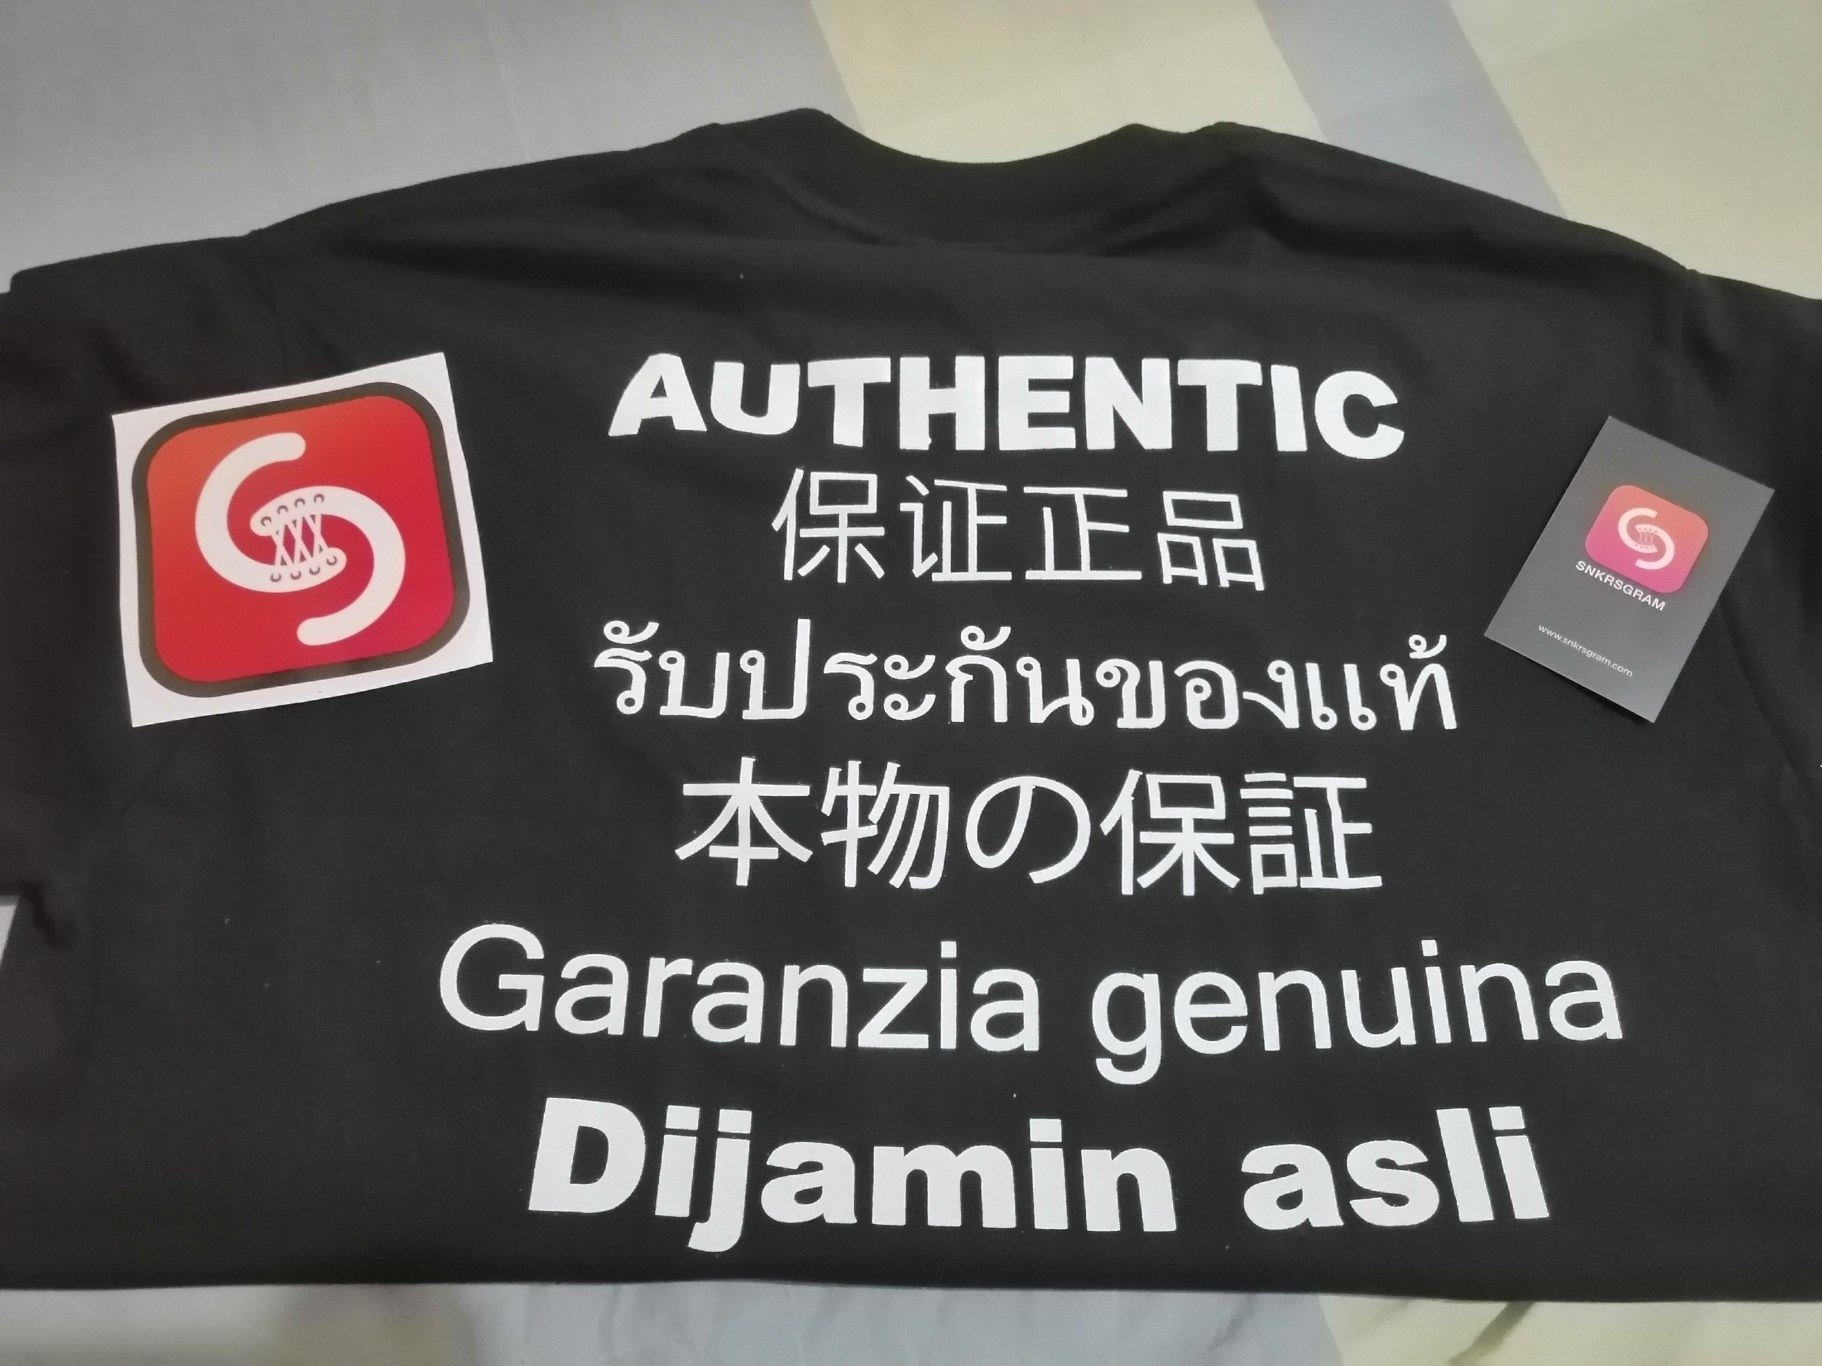 AUTHENTIC
保证正品
รับประกันของแท้
本物の保証
Garanzia genuina
Dijamin asli
SNKRSGRAM
www.snkrsgram.com